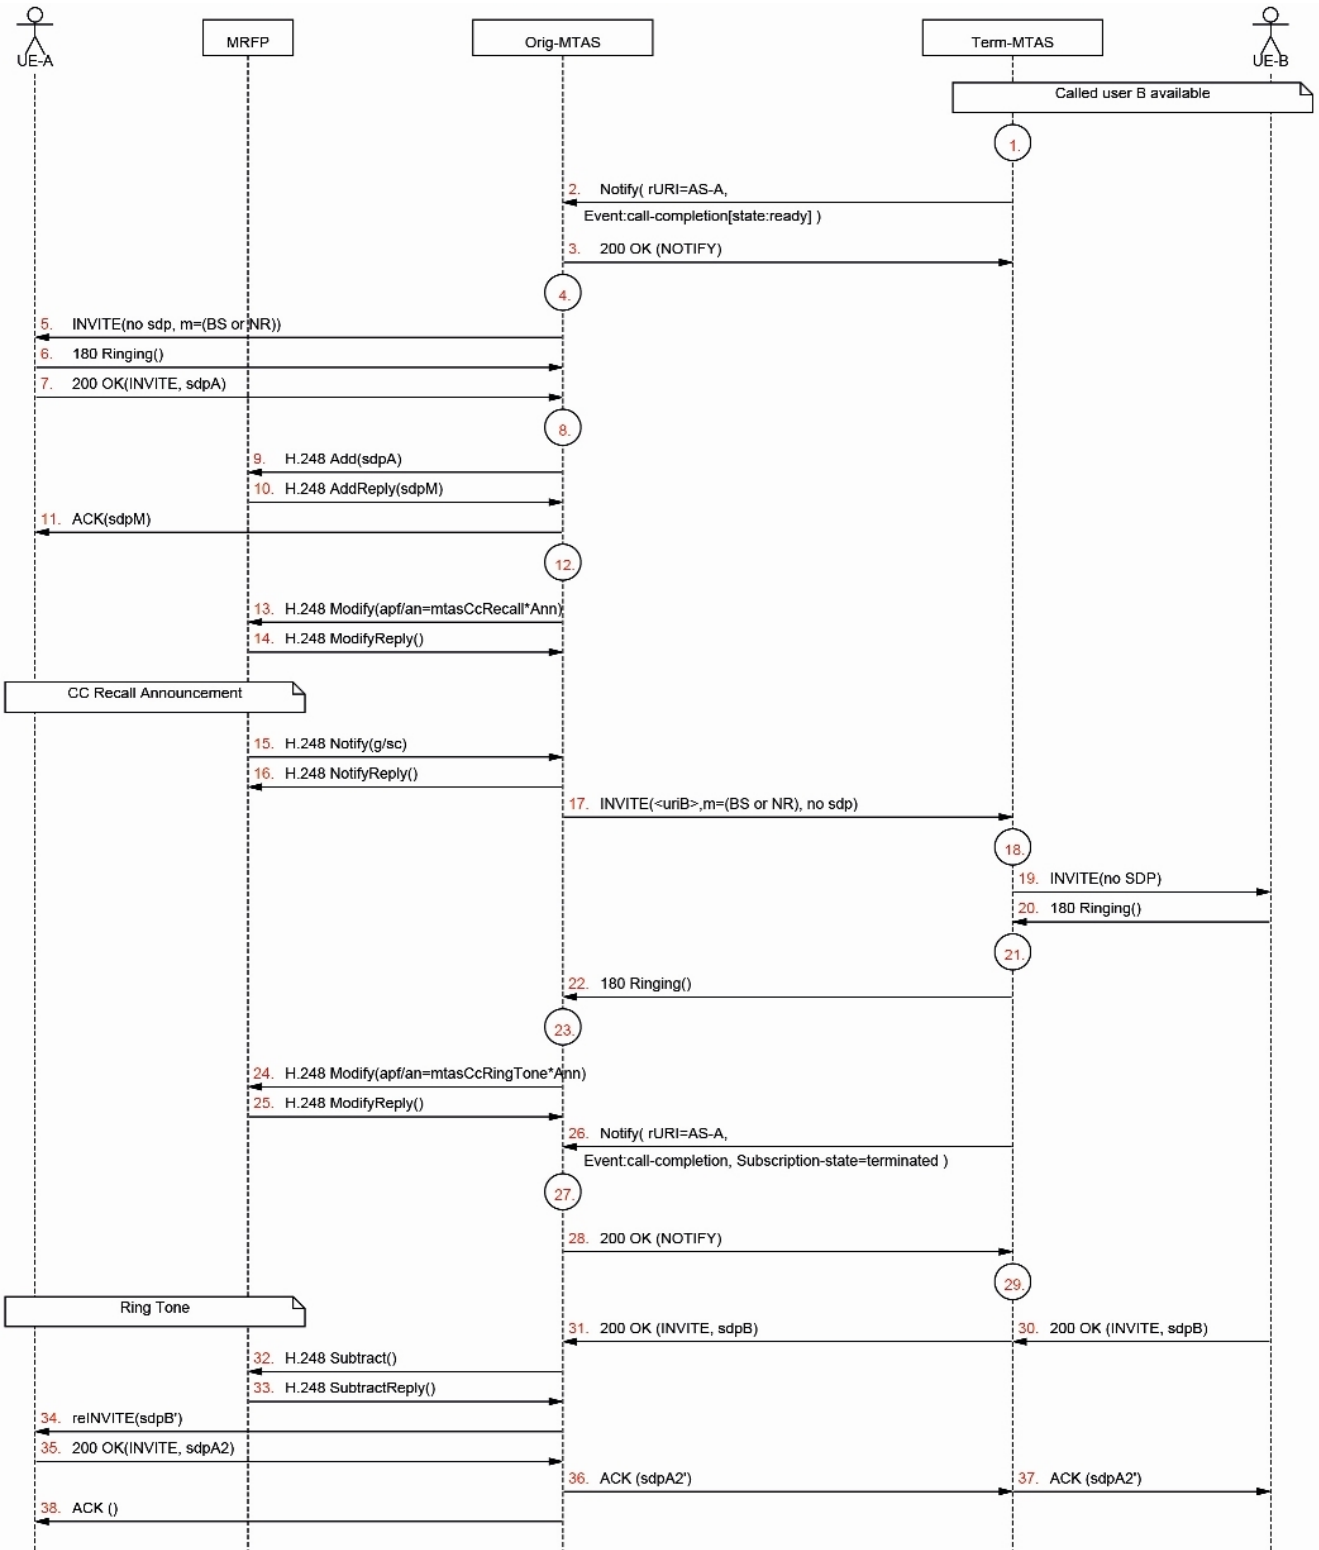 UE-A
MRFP
Orig-MTAS
Term-MTAS
UE-B
Called user B available
1.
2. Notify( rURI=AS-A,
Event:call-completion[state:ready] )
3. 200 OK (NOTIFY)
4.
5. INVITE(no sdp, m=(BS or NR))
6. 180 Ringing()
7. 200 OK(INVITE, sdpA)
8.
9. H.248 Add(sdpA)
10. H.248 AddReply(sdpM)
11. ACK(sdpM)
12.
13. H.248 Modify(apf/an=mtasCcRecall*Ann)
14. H.248 ModifyReply()
CC Recall Announcement
15. H.248 Notify(g/sc)
16. H.248 NotifyReply()
17. INVITE(<uriB>,m=(BS or NR), no sdp)
18.
19. INVITE(no SDP)
20. 180 Ringing()
21.
22. 180 Ringing()
23.
24. H.248 Modify(apf/an=mtasCcRingTone*Ann)
25. H.248 ModifyReply()
26. Notify( rURI=AS-A,
Event:call-completion, Subscription-state=terminated )
27.
28. 200 OK (NOTIFY)
29.
Ring Tone
31. 200 OK (INVITE, sdpB)
30. 200 OK (INVITE, sdpB)
32. H.248 Subtract()
33. H.248 SubtractReply()
34. reINVITE(sdpB')
35. 200 OK(INVITE, sdpA2)
36. ACK (sdpA2')
37. ACK (sdpA2')
38. ACK ()